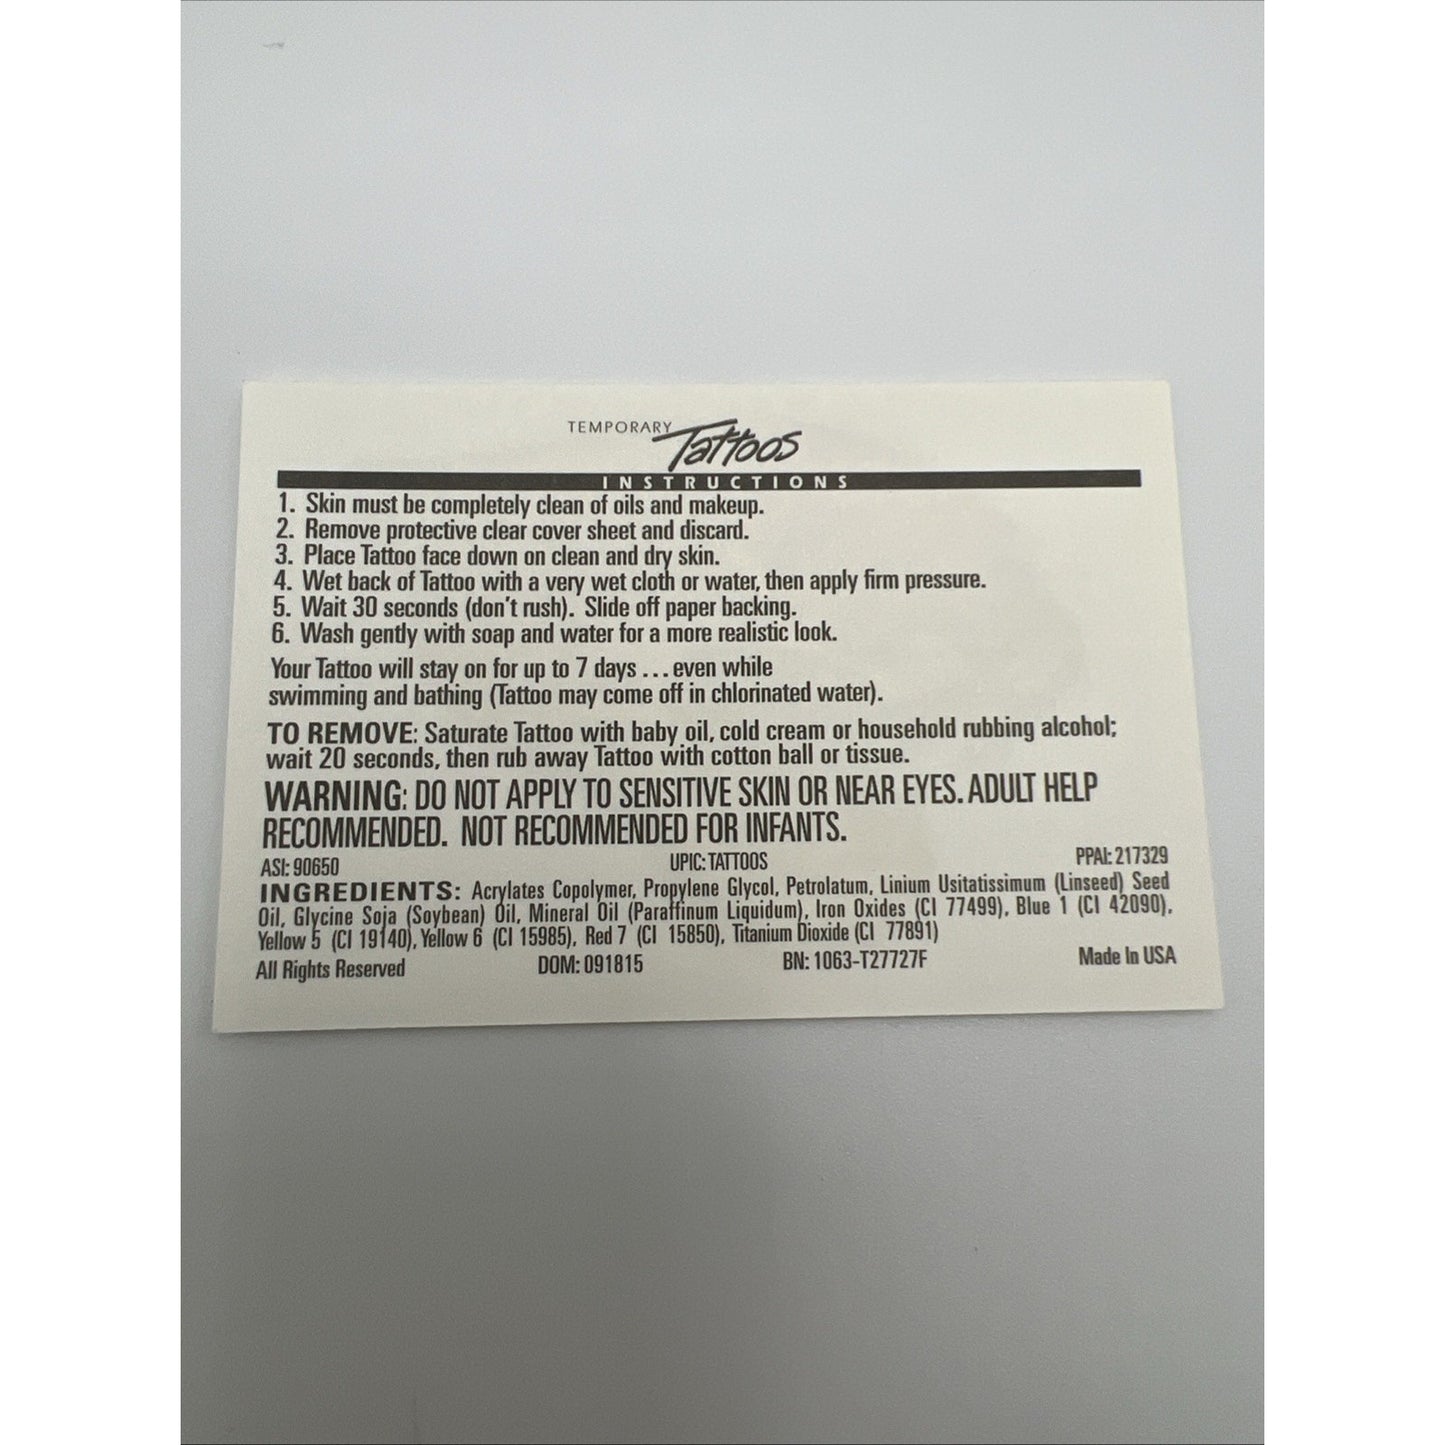 TEMPORARY Tattoos
INSTRUCTIONS
1. Skin must be completely clean of oils and makeup.
2. Remove protective clear cover sheet and discard.
3. Place Tattoo face down on clean and dry skin.
4. Wet back of Tattoo with a very wet cloth or water, then apply firm pressure.
5. Wait 30 seconds (don't rush). Slide off paper backing.
6. Wash gently with soap and water for a more realistic look.
Your Tattoo will stay on for up to 7 days ... even while
swimming and bathing (Tattoo may come off in chlorinated water).
TO REMOVE: Saturate Tattoo with baby oil, cold cream or household rubbing alcohol;
wait 20 seconds, then rub away Tattoo with cotton ball or tissue.
WARNING: DO NOT APPLY TO SENSITIVE SKIN OR NEAR EYES. ADULT HELP
RECOMMENDED. NOT RECOMMENDED FOR INFANTS.
ASI: 90650 UPIC: TATTOOS PPAI: 217329
INGREDIENTS: Acrylates Copolymer, Propylene Glycol, Petrolatum, Linium Usitatissimum (Linseed) Seed
Oil, Glycine Soja (Soybean) Oil, Mineral Oil (Paraffinum Liquidum), Iron Oxides (CI 77499), Blue 1 (CI 42090),
Yellow 5 (CI 19140), Yellow 6 (CI 15985), Red 7 (CI 15850), Titanium Dioxide (CI 77891)
All Rights Reserved DOM: 091815 BN: 1063-T27727F Made In USA